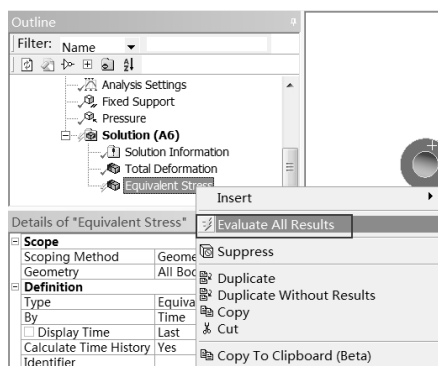 Outline
Filter: Name
Analysis Settings
Fixed Support
Pressure
Solution (A6)
Solution Information
Total Deformation
Equivalent Stress
Insert
Details of "Equivalent Stress"
Evaluate All Results
Scope
Scoping Method Geome
Suppress
Geometry All Bod
Definition
Duplicate
Type Equiva
Duplicate Without Results
By Time
Copy
Display Time Last
Cut
Calculate Time History Yes
Identifier
Copy To Clipboard (Beta)